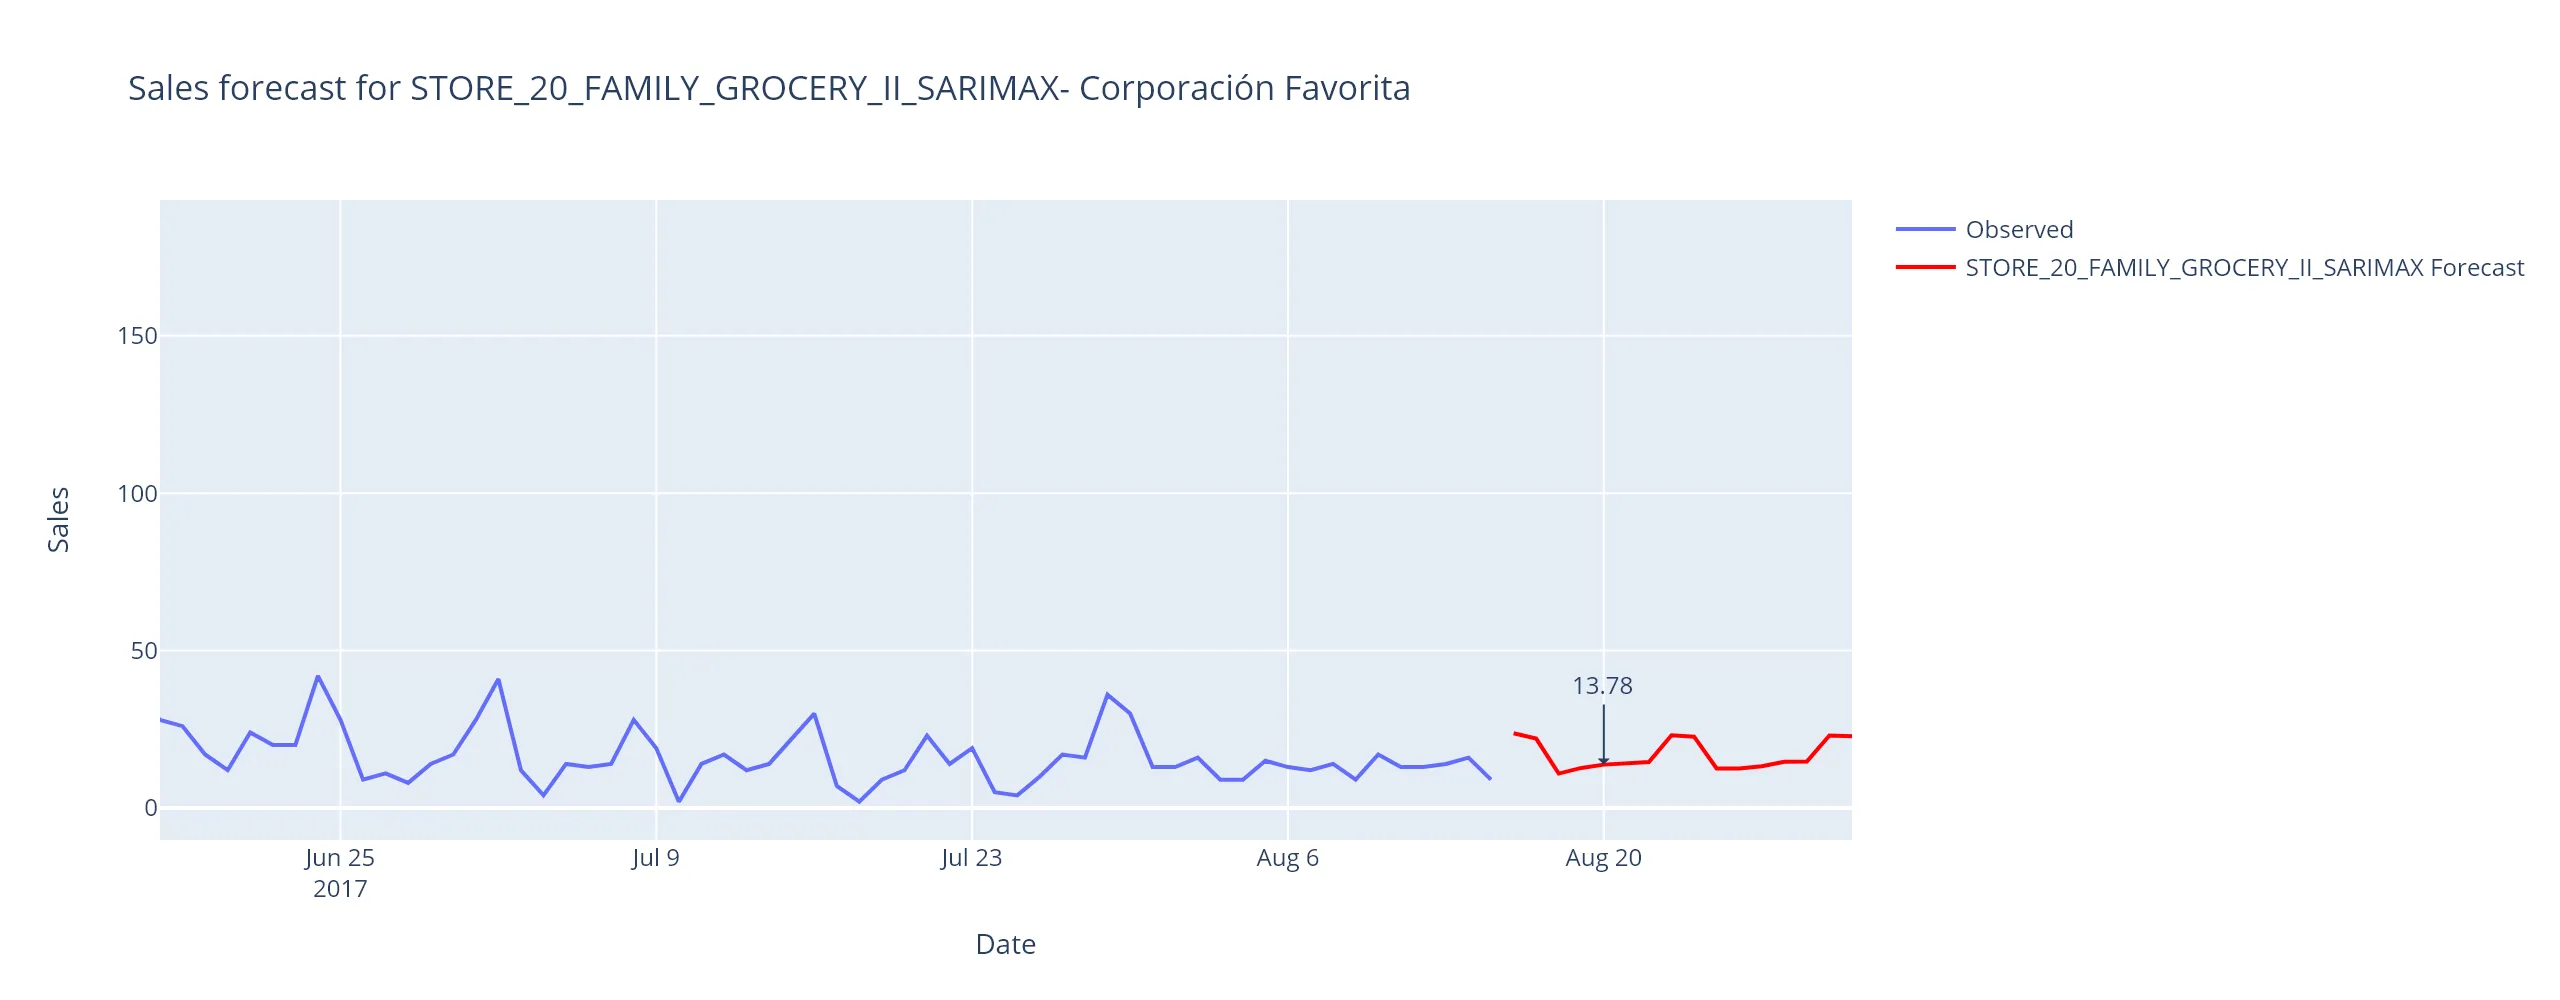 Sales forecast for STORE_20_FAMILY_GROCERY_II_SARIMAX- Corporación Favorita
Observed
STORE_20_FAMILY_GROCERY_II_SARIMAX Forecast
150
100
50
0
Sales
13.78
Jun 25
2017
Jul 9
Jul 23
Aug 6
Aug 20
Date